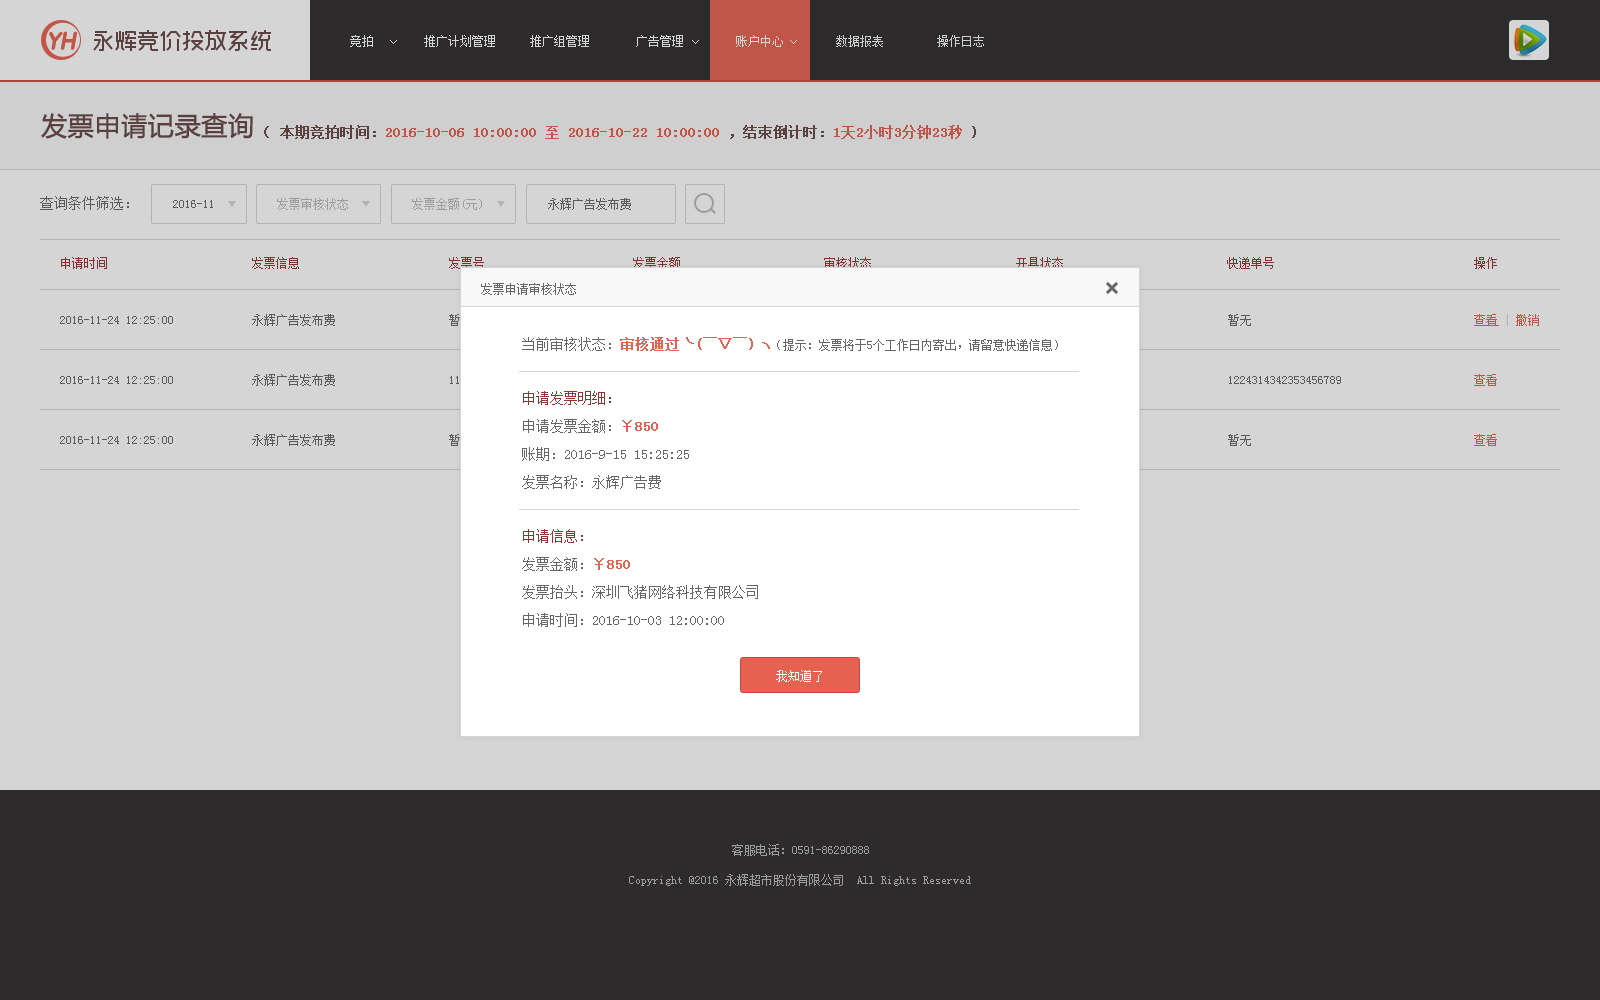 YH 永辉竞价投放系统 竞拍 推广计划管理 推广组管理 广告管理 账户中心 数据报表 操作日志
发票申请记录查询 ( 本期竞拍时间：2016-10-06 10:00:00 至 2016-10-22 10:00:00 ，结束倒计时：1天2小时3分钟23秒 )
查询条件筛选： 2016-11 发票审核状态 发票金额(元) 永辉广告发布费
申请时间 发票信息 发票号 发票金额 审核状态 开具状态 快递单号 操作
2016-11-24 12:25:00 永辉广告发布费 暂 暂无 查看 | 撤销
2016-11-24 12:25:00 永辉广告发布费 11 1224314342353456789 查看
2016-11-24 12:25:00 永辉广告发布费 暂 暂无 查看
发票申请审核状态
当前审核状态：审核通过╰(￣▽￣)╮(提示：发票将于5个工作日内寄出，请留意快递信息)
申请发票明细：
申请发票金额：￥850
账期：2016-9-15 15:25:25
发票名称：永辉广告费
申请信息：
发票金额：￥850
发票抬头：深圳飞猪网络科技有限公司
申请时间：2016-10-03 12:00:00
我知道了
客服电话：0591-86290888
Copyright @2016 永辉超市股份有限公司 All Rights Reserved